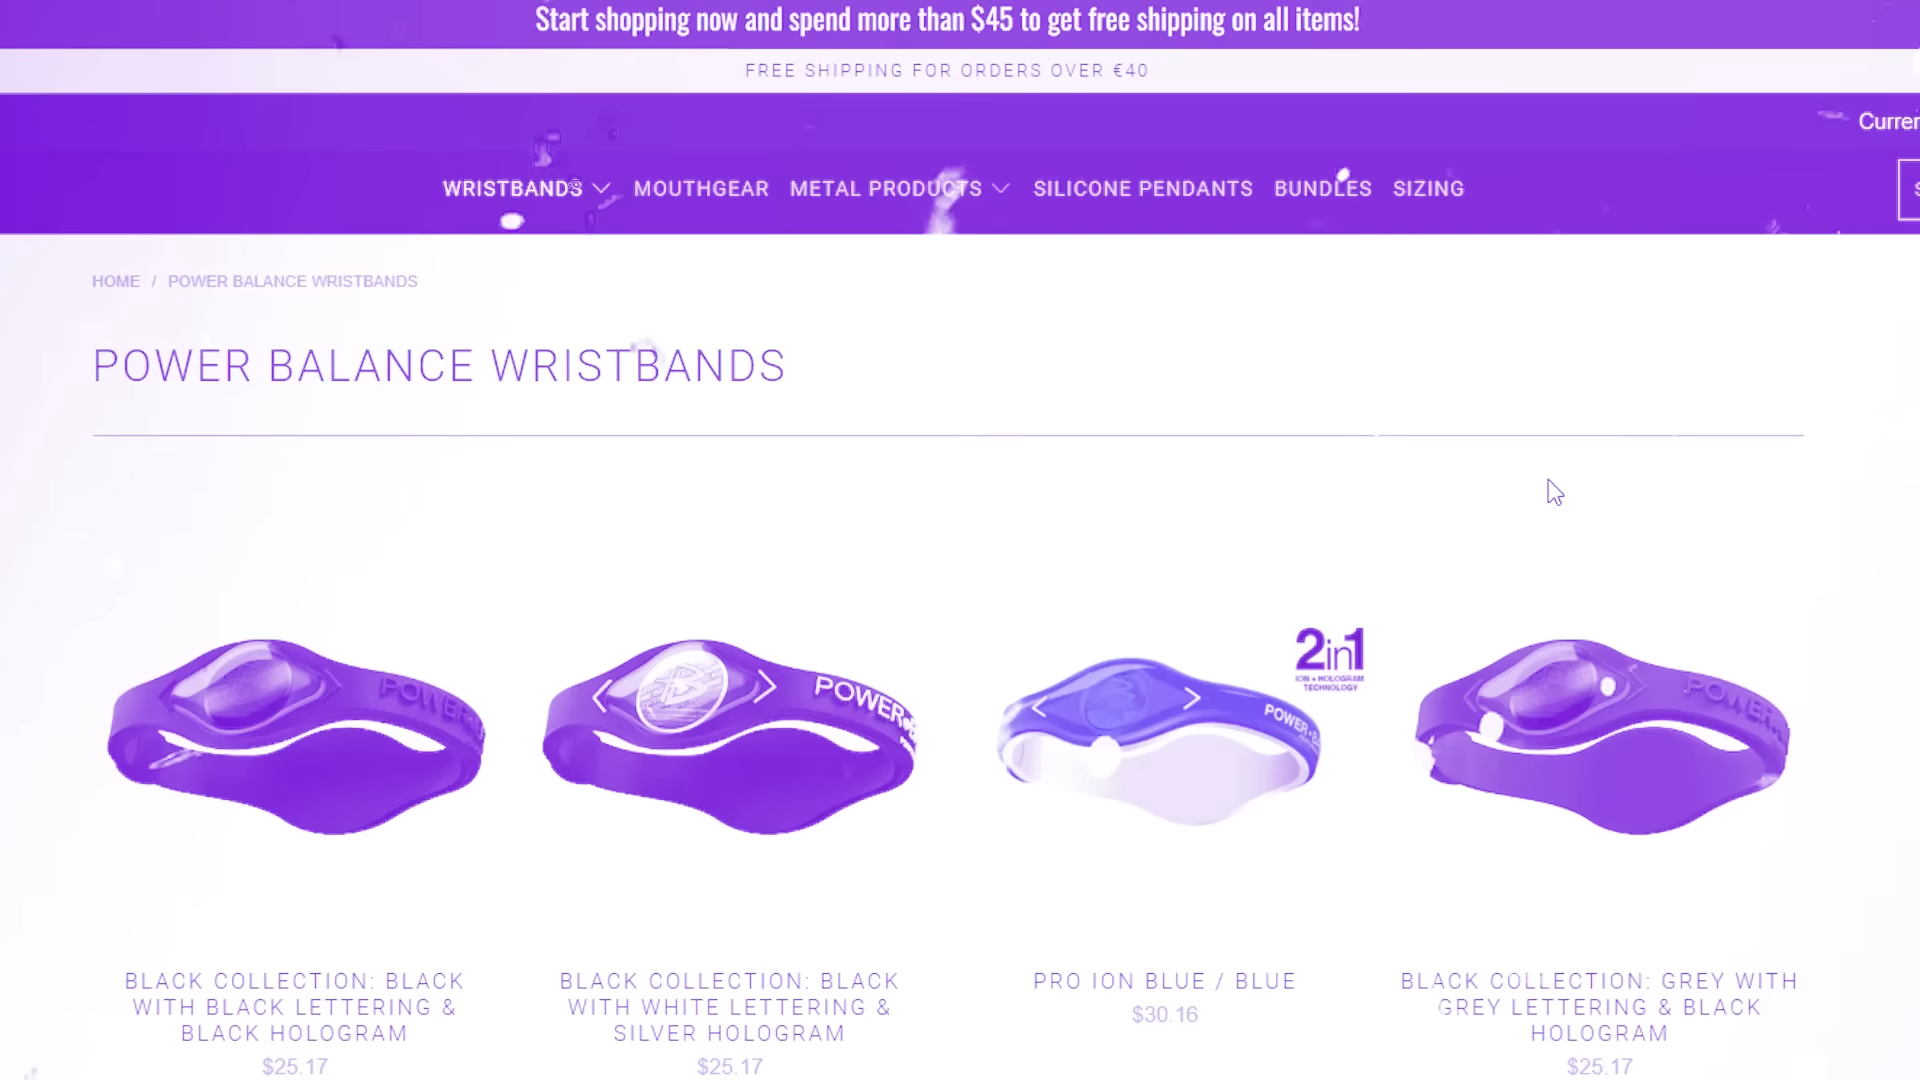 Start shopping now and spend more than $45 to get free shipping on all items!
FREE SHIPPING FOR ORDERS OVER €40
Curren
WRISTBANDS MOUTHGEAR METAL PRODUCTS SILICONE PENDANTS BUNDLES SIZING
HOME / POWER BALANCE WRISTBANDS
POWER BALANCE WRISTBANDS
2in1
ION + HOLOGRAM
TECHNOLOGY
POWER
POWER
POWER
POWER
BLACK COLLECTION: BLACK
WITH BLACK LETTERING &
BLACK HOLOGRAM
$25.17
BLACK COLLECTION: BLACK
WITH WHITE LETTERING &
SILVER HOLOGRAM
$25.17
PRO ION BLUE / BLUE
$30.16
BLACK COLLECTION: GREY WITH
GREY LETTERING & BLACK
HOLOGRAM
$25.17